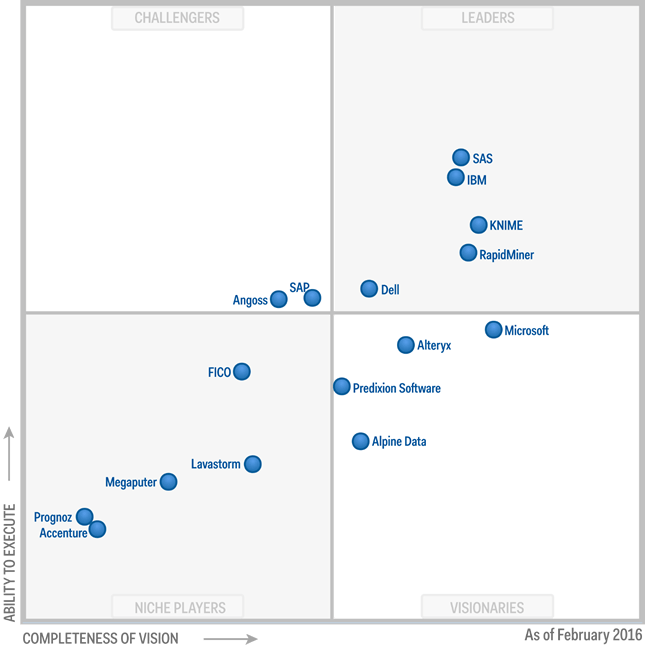 CHALLENGERS
LEADERS
SAS
IBM
KNIME
RapidMiner
SAP
Dell
Angoss
Microsoft
Alteryx
FICO
Predixion Software
Alpine Data
Lavastorm
Megaputer
Prognoz
Accenture
ABILITY TO EXECUTE
NICHE PLAYERS
VISIONARIES
COMPLETENESS OF VISION
As of February 2016